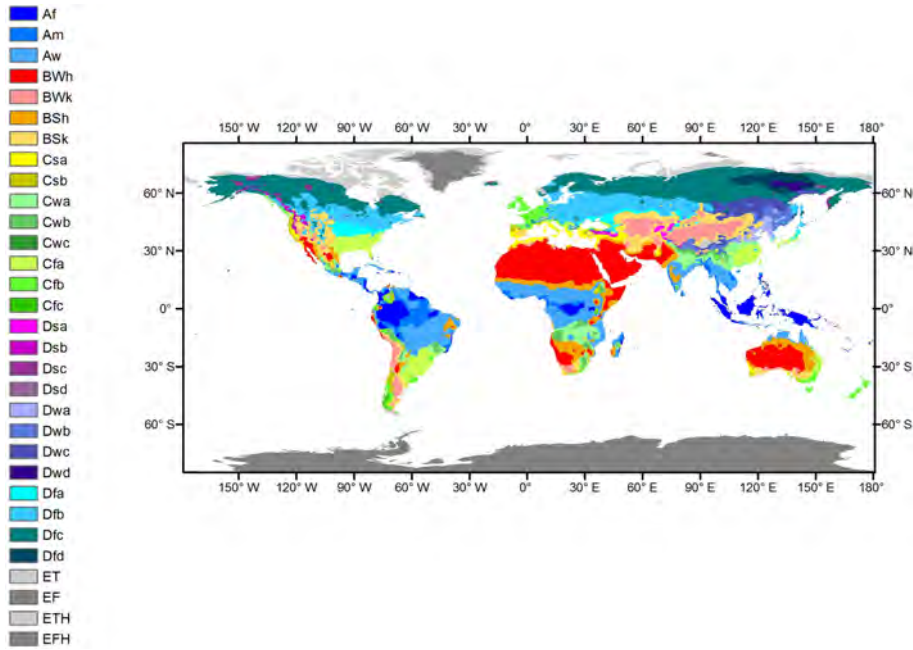 Af
Am
Aw
BWh
BWk
BSh
BSk
Csa
Csb
Cwa
Cwb
Cwc
Cfa
Cfb
Cfc
Dsa
Dsb
Dsc
Dsd
Dwa
Dwb
Dwc
Dwd
Dfa
Dfb
Dfc
Dfd
ET
EF
ETH
EFH
150° W 120° W 90° W 60° W 30° W 0° 30° E 60° E 90° E 120° E 150° E 180°
60° N 60° N
30° N 30° N
0° 0°
30° S 30° S
60° S 60° S
150° W 120° W 90° W 60° W 30° W 0° 30° E 60° E 90° E 120° E 150° E 180°